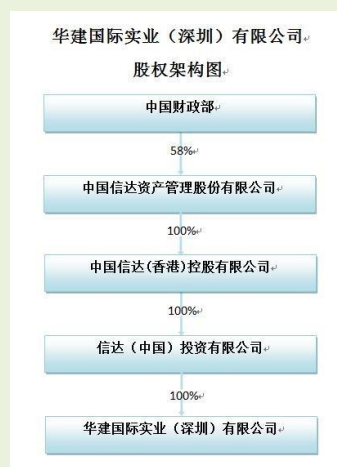 华建国际实业（深圳）有限公司
股权架构图
中国财政部
58%
中国信达资产管理股份有限公司
100%
中国信达(香港)控股有限公司
100%
信达（中国）投资有限公司
100%
华建国际实业（深圳）有限公司